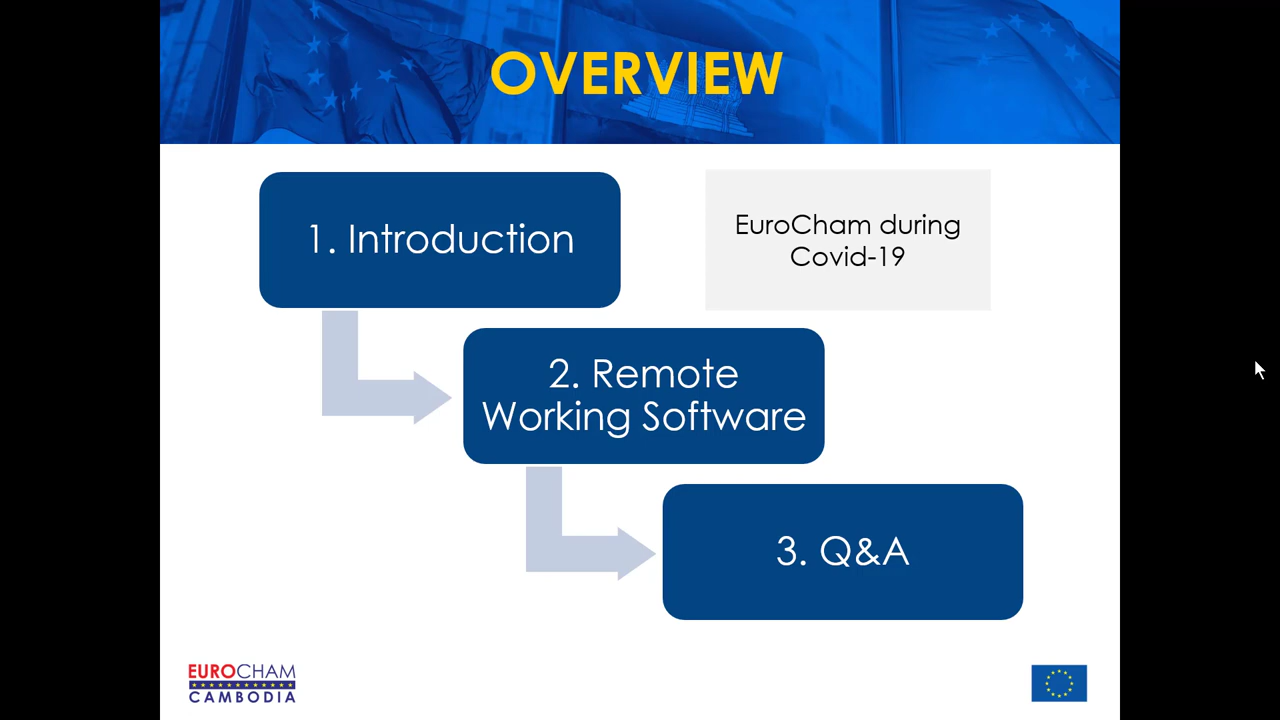 OVERVIEW
1. Introduction
EuroCham during
Covid-19
2. Remote
Working Software
3. Q&A
EUROCHAM
CAMBODIA